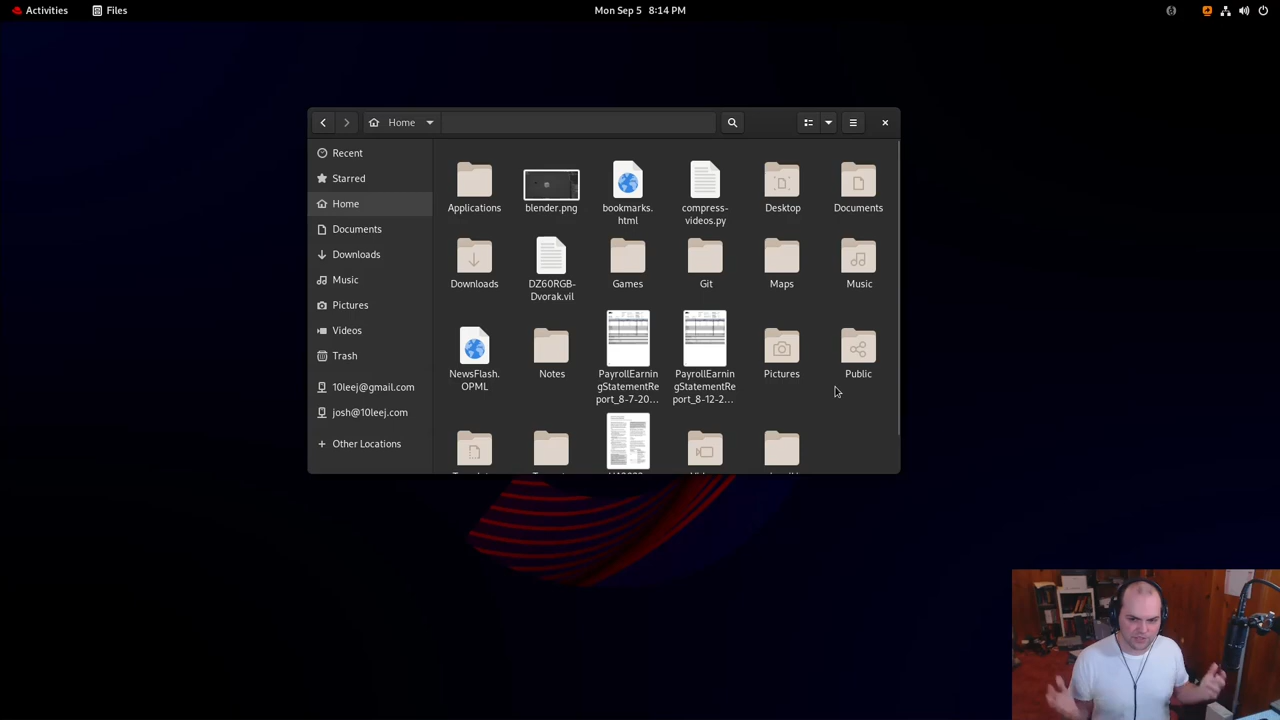 Activities
Files
Mon Sep 5 8:14 PM
Home
Recent
Starred
Home
Documents
Downloads
Music
Pictures
Videos
Trash
10leej@gmail.com
josh@10leej.com
Other Locations
Applications
blender.png
bookmarks.
html
compress-
videos.py
Desktop
Documents
Downloads
DZ60RGB-
Dvorak.vil
Games
Git
Maps
Music
NewsFlash.
OPML
Notes
PayrollEarnin
gStatementRe
port_8-7-20...
PayrollEarnin
gStatementRe
port_8-12-2...
Pictures
Public